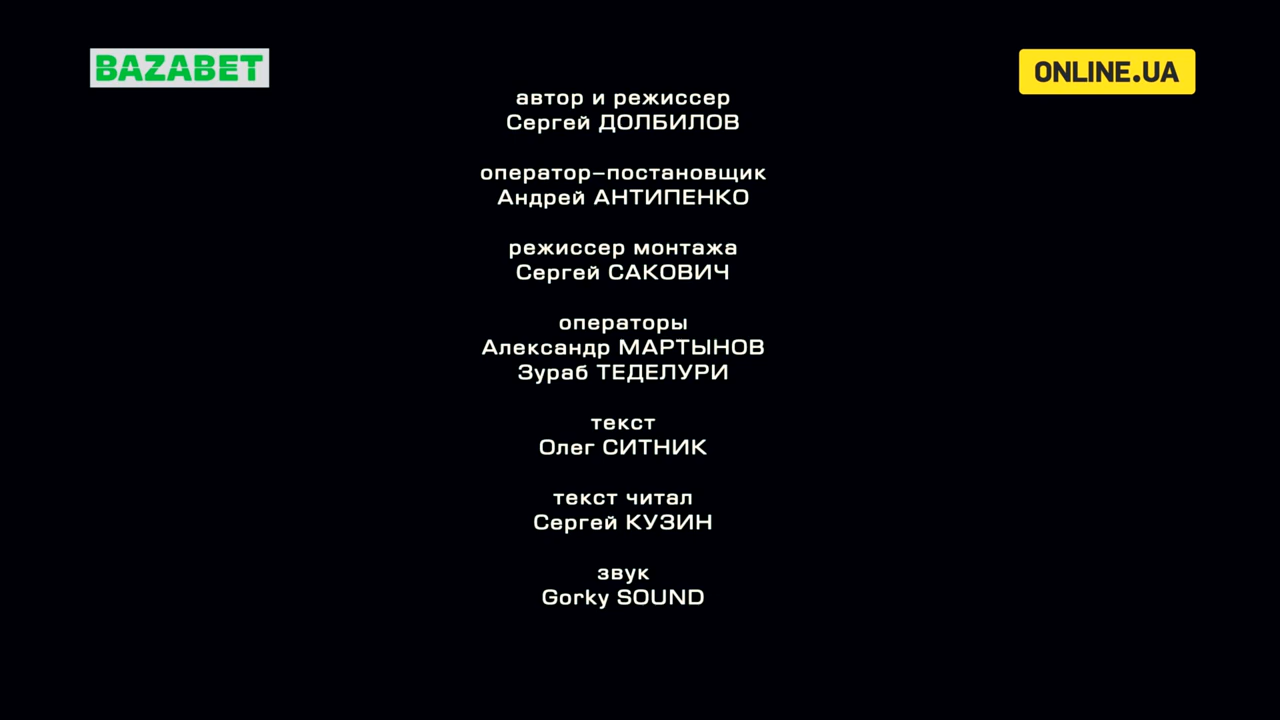 BAZABET
ONLINE.UA
автор и режиссер
Сергей ДОЛБИЛОВ
оператор-постановщик
Андрей АНТИПЕНКО
режиссер монтажа
Сергей САКОВИЧ
операторы
Александр МАРТЫНОВ
Зураб ТЕДЕЛУРИ
текст
Олег СИТНИК
текст читал
Сергей КУЗИН
звук
Gorky SOUND